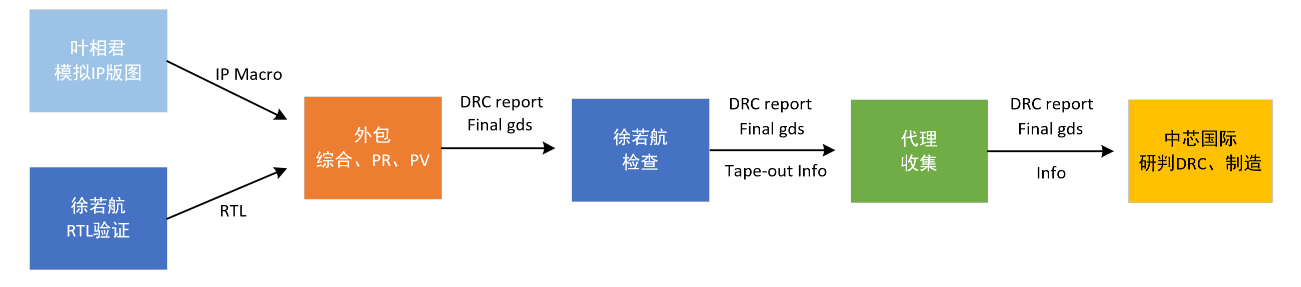 叶相君
模拟IP版图
IP Macro
徐若航
RTL验证
RTL
外包
综合、PR、PV
DRC report
Final gds
徐若航
检查
DRC report
Final gds
Tape-out Info
代理
收集
DRC report
Final gds
Info
中芯国际
研判DRC、制造